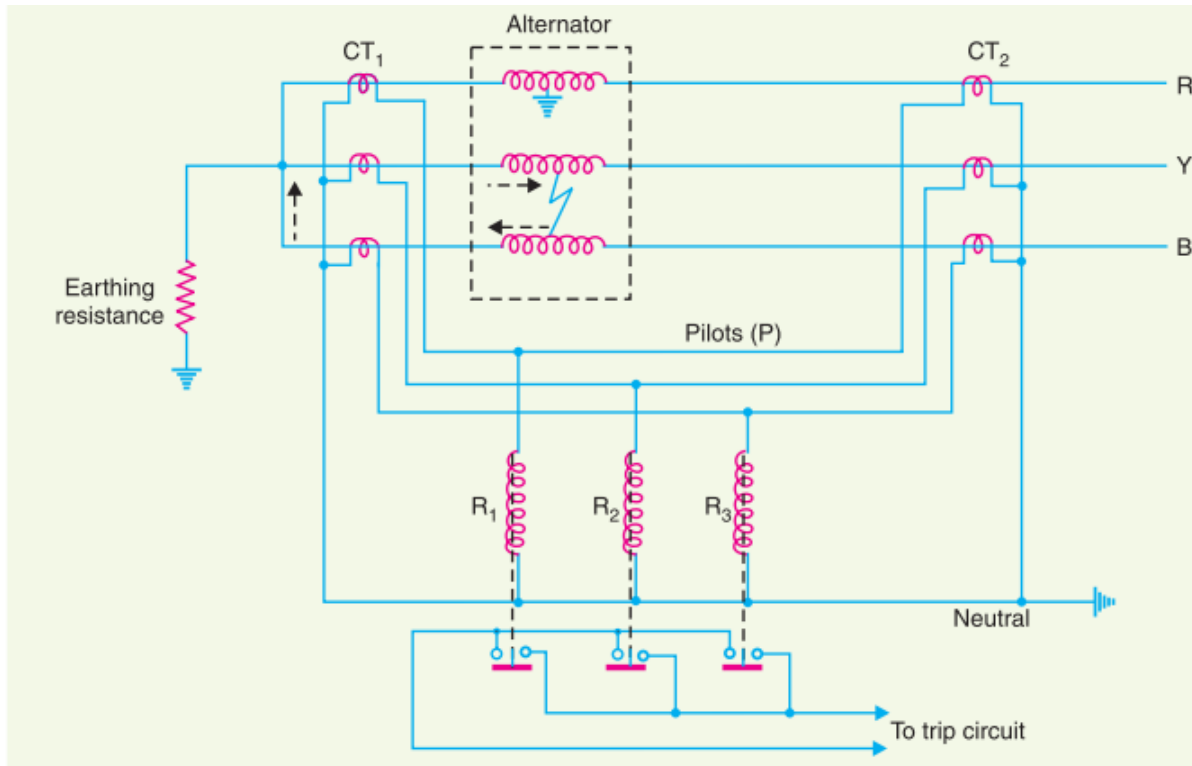 Alternator
CT1
CT2
R
Y
B
Earthing
resistance
Pilots (P)
R1
R2
R3
Neutral
To trip circuit